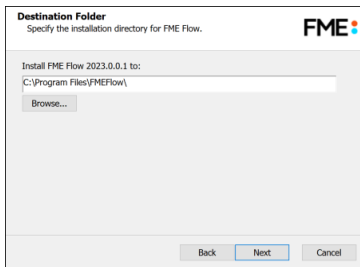 Destination Folder
Specify the installation directory for FME Flow.
FME
Install FME Flow 2023.0.0.1 to:
C:\Program Files\FMEFlow\
Browse...
Back Next Cancel